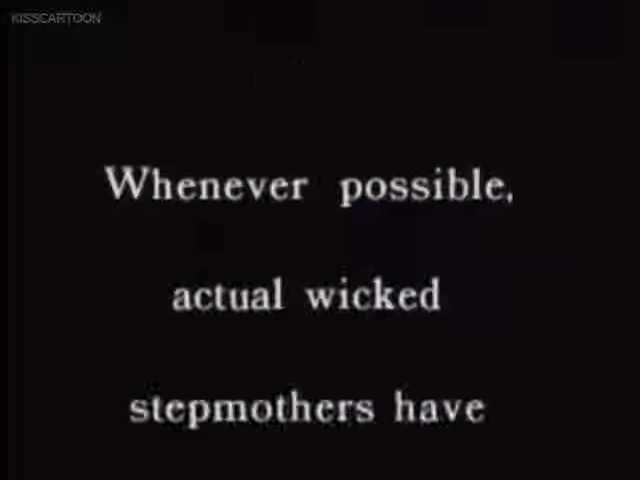 KISSCARTOON
Whenever possible,
actual wicked
stepmothers have